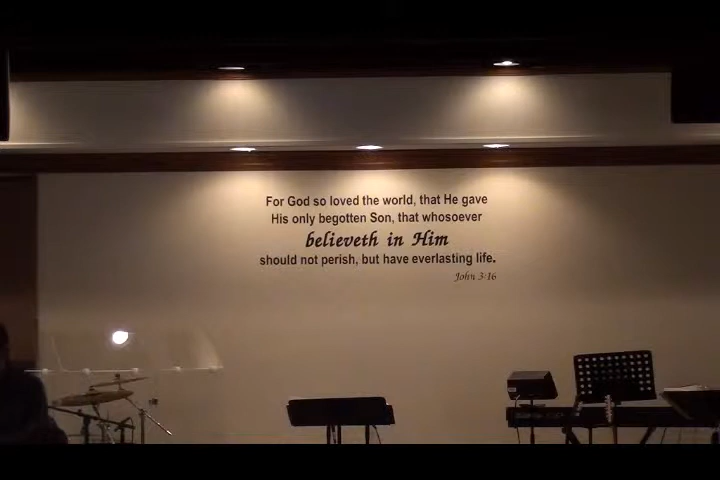 For God so loved the world, that He gave
His only begotten Son, that whosoever
believeth in Him
should not perish, but have everlasting life.
John 3:16